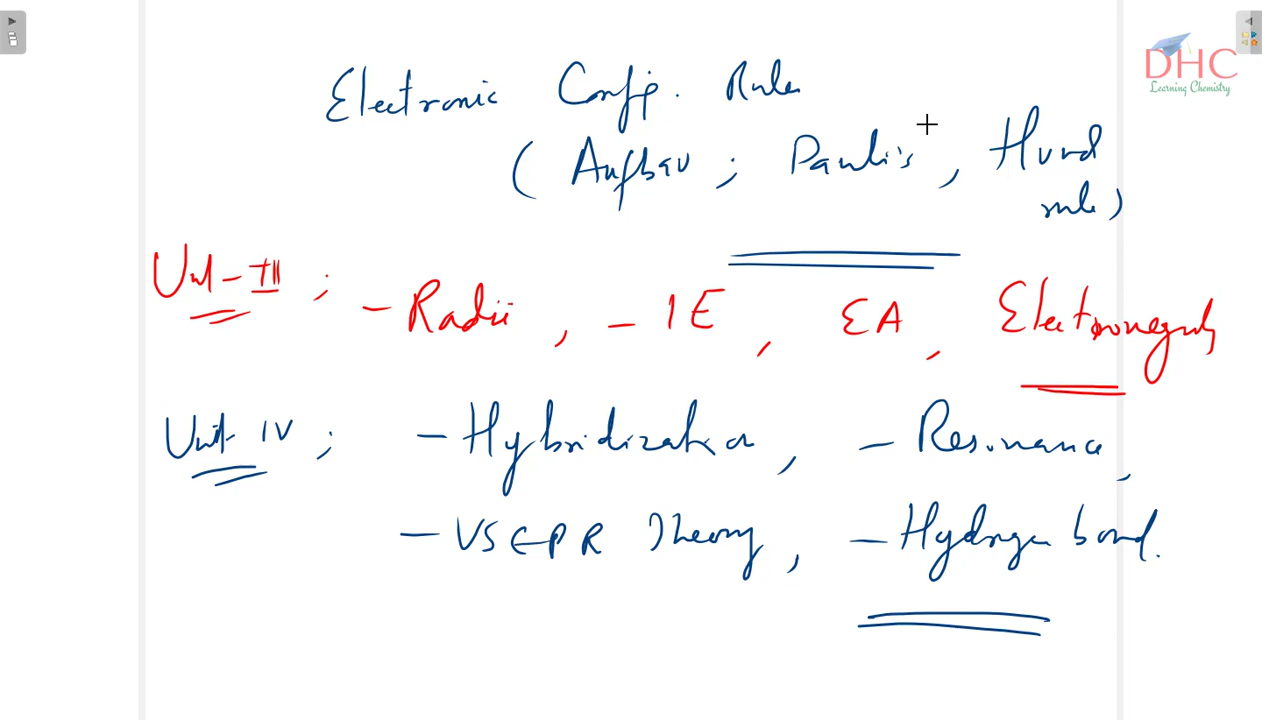 DHC
Learning Chemistry
Electronic Config. Rules
(Aufbau ; Pauli's, Hund
rule)
Unit-III ; - Radii, - IE, EA, Electronegnty
Unit IV ; - Hybridization, - Resonance,
- VSEPR Theory, - Hydrogen bond.